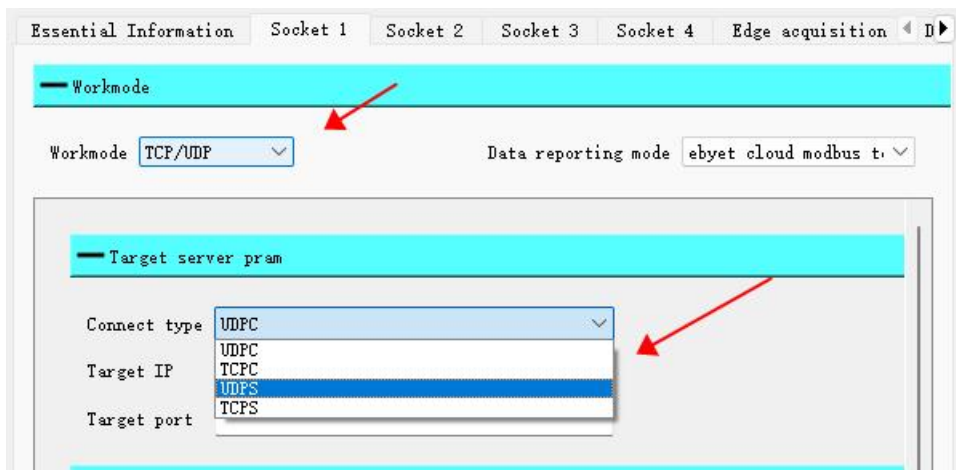 Essential Information Socket 1 Socket 2 Socket 3 Socket 4 Edge acquisition D
Workmode
Workmode TCP/UDP Data reporting mode ebyet cloud modbus t
Target server pram
Connect type UDPC
UDPC
Target IP TCPC
UDPS
TCPS
Target port